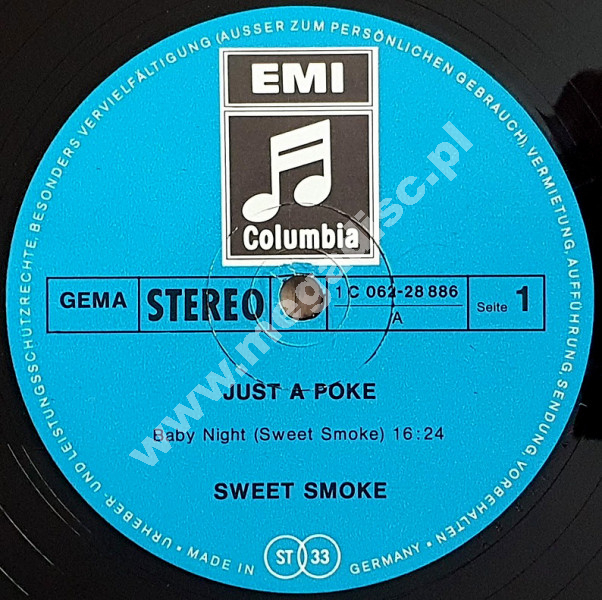 EMI
Columbia
GEMA STEREO 1 C 062-28 886 Seite 1
A
JUST A POKE
Baby Night (Sweet Smoke) 16:24
SWEET SMOKE
URHEBER- UND LEISTUNGSSCHUTZRECHTE, BESONDERS VERVIELFÄLTIGUNG (AUSSER ZUM PERSÖNLICHEN GEBRAUCH), VERMIETUNG, AUFFÜHRUNG, SENDUNG, VORBEHALTEN • MADE IN ST 33 GERMANY •
www.megadisc.pl